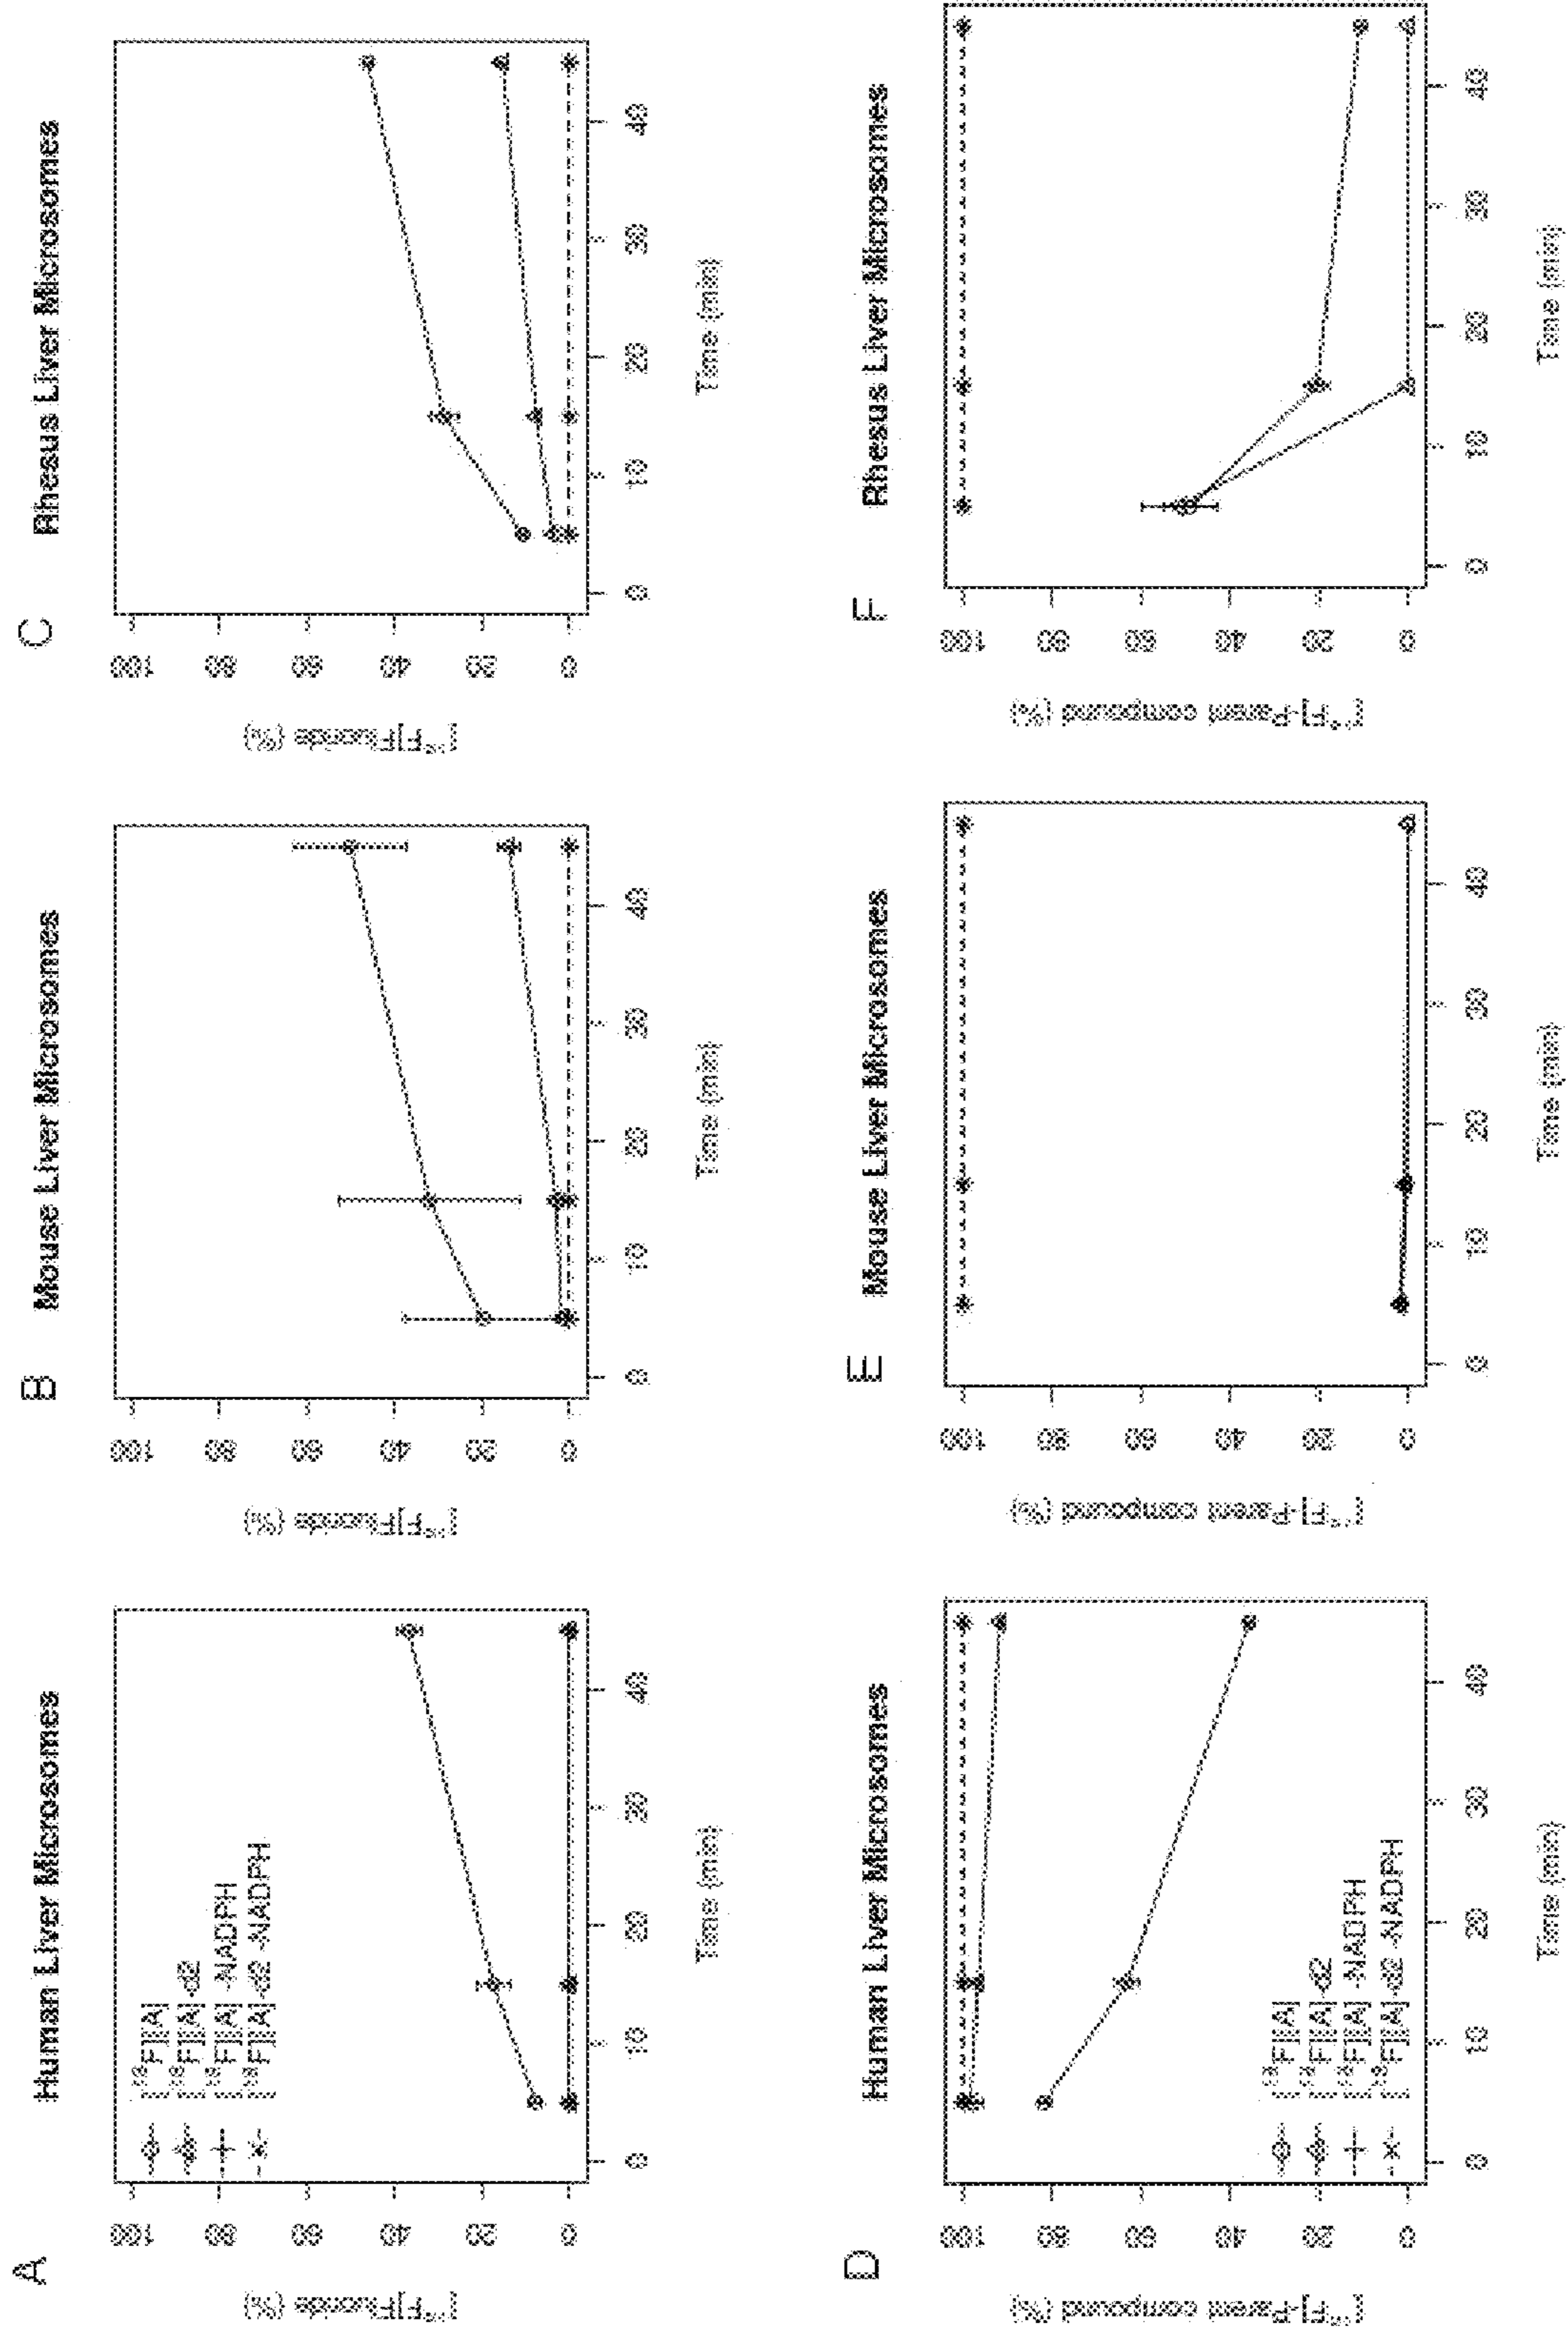 A
Human Liver Microsomes
[¹⁸F]Fluoride (%)
100
80
60
40
20
0
[¹⁸F][A]
[¹⁸F][A]-d2
[¹⁸F][A] -NADPH
[¹⁸F][A]-d2 -NADPH
0 10 20 30 40
Time (min)
B
Mouse Liver Microsomes
[¹⁸F]Fluoride (%)
100
80
60
40
20
0
0 10 20 30 40
Time (min)
C
Rhesus Liver Microsomes
[¹⁸F]Fluoride (%)
100
80
60
40
20
0
0 10 20 30 40
Time (min)
D
Human Liver Microsomes
[¹⁸F]-Parent compound (%)
100
80
60
40
20
0
[¹⁸F][A]
[¹⁸F][A]-d2
[¹⁸F][A] -NADPH
[¹⁸F][A]-d2 -NADPH
0 10 20 30 40
Time (min)
E
Mouse Liver Microsomes
[¹⁸F]-Parent compound (%)
100
80
60
40
20
0
0 10 20 30 40
Time (min)
F
Rhesus Liver Microsomes
[¹⁸F]-Parent compound (%)
100
80
60
40
20
0
0 10 20 30 40
Time (min)